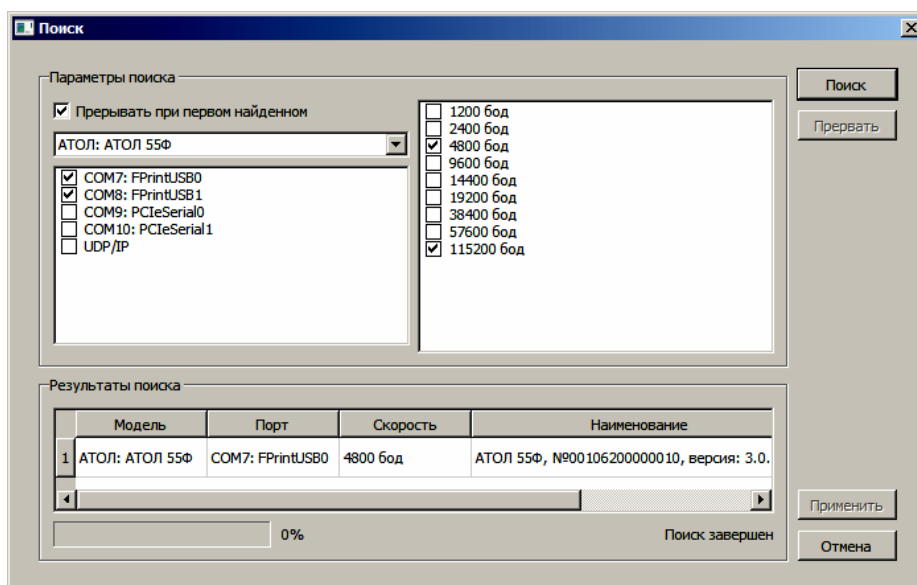 Поиск
Параметры поиска
Поиск
Прерывать при первом найденном
Прервать
АТОЛ: АТОЛ 55Ф
COM7: FPrintUSB0
COM8: FPrintUSB1
COM9: PCIeSerial0
COM10: PCIeSerial1
UDP/IP
1200 бод
2400 бод
4800 бод
9600 бод
14400 бод
19200 бод
38400 бод
57600 бод
115200 бод
Результаты поиска
Модель Порт Скорость Наименование
1 АТОЛ: АТОЛ 55Ф COM7: FPrintUSB0 4800 бод АТОЛ 55Ф, №00106200000010, версия: 3.0.
Применить
0% Поиск завершен
Отмена